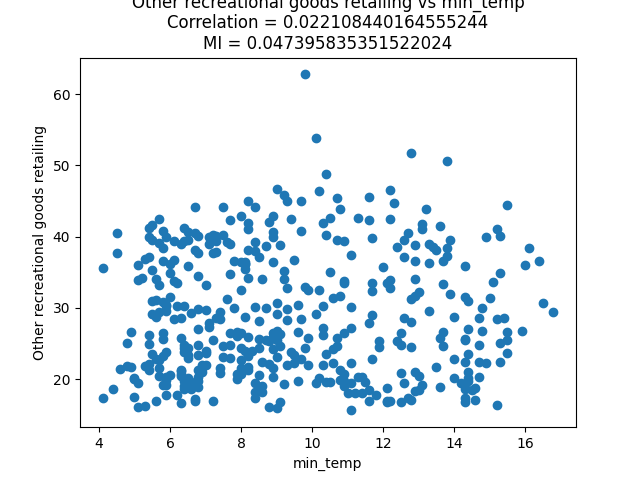 Other recreational goods retailing vs min_temp
Correlation = 0.022108440164555244
MI = 0.047395835351522024
60
50
40
30
20
Other recreational goods retailing
4 6 8 10 12 14 16
min_temp